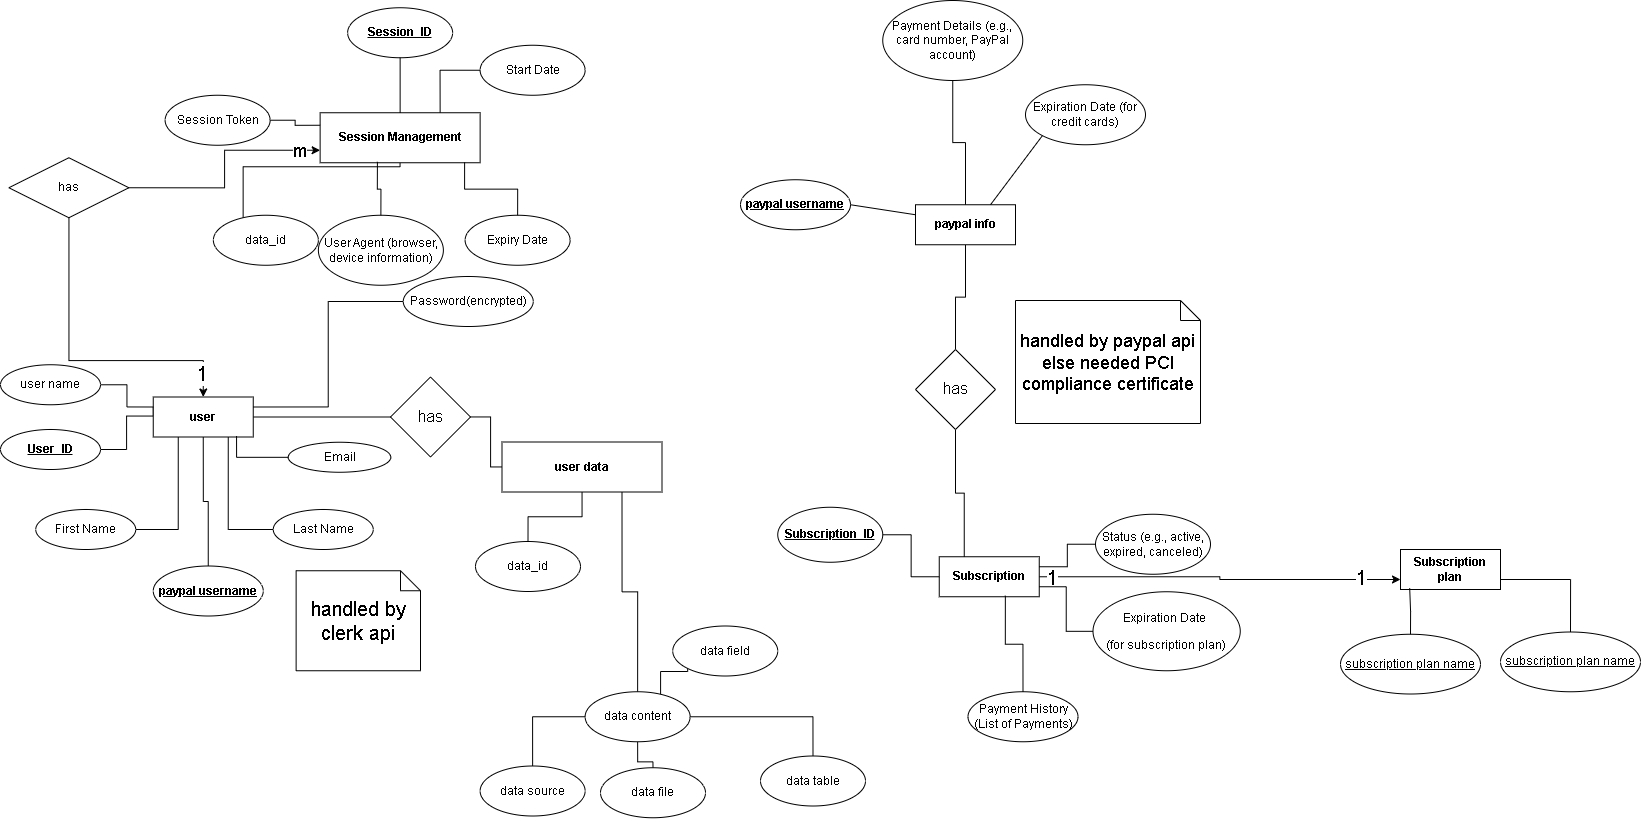 Session_ID
Start Date
Session Token
Session Management
m
has
data_id
User Agent (browser,
device information)
Expiry Date
Password(encrypted)
1
user name
user
User_ID
has
Email
user data
First Name
Last Name
data_id
paypal username
handled by
clerk api
data field
data content
data source
data file
data table
Payment Details (e.g.,
card number, PayPal
account)
Expiration Date (for
credit cards)
paypal username
paypal info
handled by paypal api
else needed PCI
compliance certificate
has
Subscription_ID
Status (e.g., active,
expired, canceled)
Subscription
1
1
Subscription
plan
Expiration Date
(for subscription plan)
subscription plan name
subscription plan name
Payment History
(List of Payments)